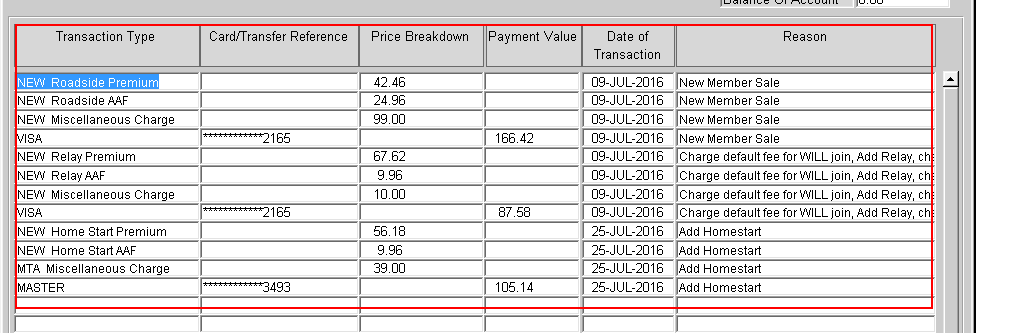 Balance Of Account 0.00
Transaction Type Card/Transfer Reference Price Breakdown Payment Value Date of Transaction Reason
NEW Roadside Premium 42.46 09-JUL-2016 New Member Sale
NEW Roadside AAF 24.96 09-JUL-2016 New Member Sale
NEW Miscellaneous Charge 99.00 09-JUL-2016 New Member Sale
VISA ************2165 166.42 09-JUL-2016 New Member Sale
NEW Relay Premium 67.62 09-JUL-2016 Charge default fee for WILL join, Add Relay, ch
NEW Relay AAF 9.96 09-JUL-2016 Charge default fee for WILL join, Add Relay, ch
NEW Miscellaneous Charge 10.00 09-JUL-2016 Charge default fee for WILL join, Add Relay, ch
VISA ************2165 87.58 09-JUL-2016 Charge default fee for WILL join, Add Relay, ch
NEW Home Start Premium 56.18 25-JUL-2016 Add Homestart
NEW Home Start AAF 9.96 25-JUL-2016 Add Homestart
MTA Miscellaneous Charge 39.00 25-JUL-2016 Add Homestart
MASTER ************3493 105.14 25-JUL-2016 Add Homestart